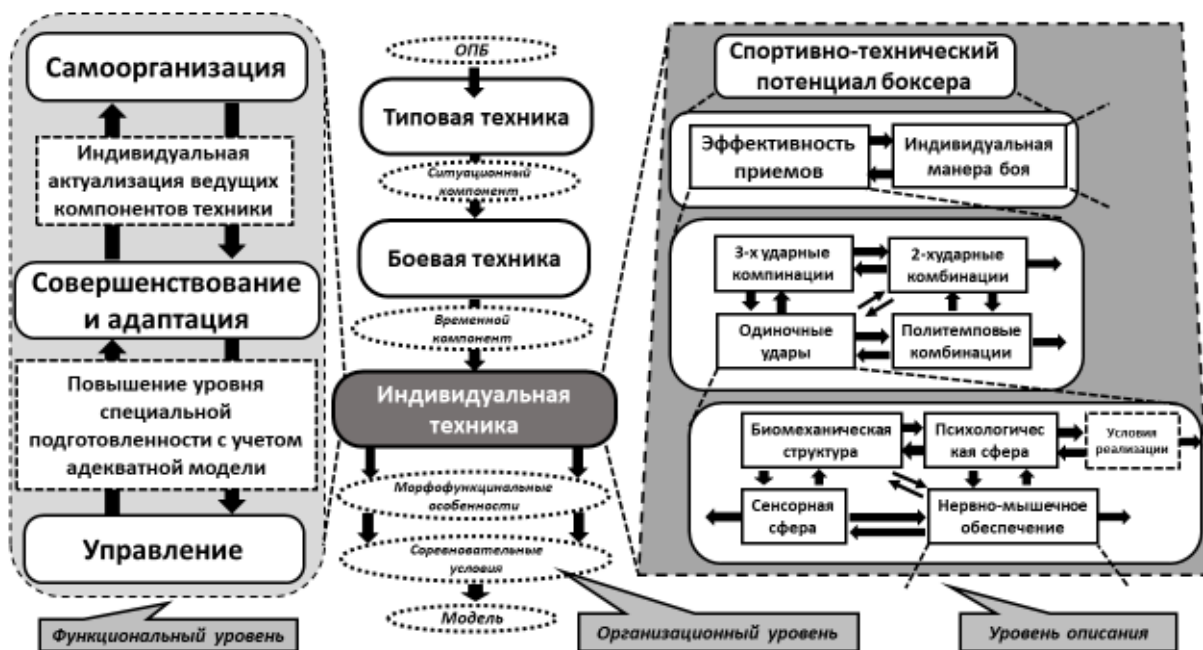 Самоорганизация
Индивидуальная
актуализация ведущих
компонентов техники
Совершенствование
и адаптация
Повышение уровня
специальной
подготовленности с учетом
адекватной модели
Управление
Функциональный уровень
ОПБ
Типовая техника
Ситуационный
компонент
Боевая техника
Временной
компонент
Индивидуальная
техника
Морфофункцинальные
особенности
Соревновательные
условия
Модель
Организационный уровень
Спортивно-технический
потенциал боксера
Эффективность
приемов
Индивидуальная
манера боя
3-х ударные
компинации
2-хударные
комбинации
Одиночные
удары
Политемповые
комбинации
Биомеханическая
структура
Психологичес
кая сфера
Условия
реализации
Сенсорная
сфера
Нервно-мышечное
обеспечение
Уровень описания